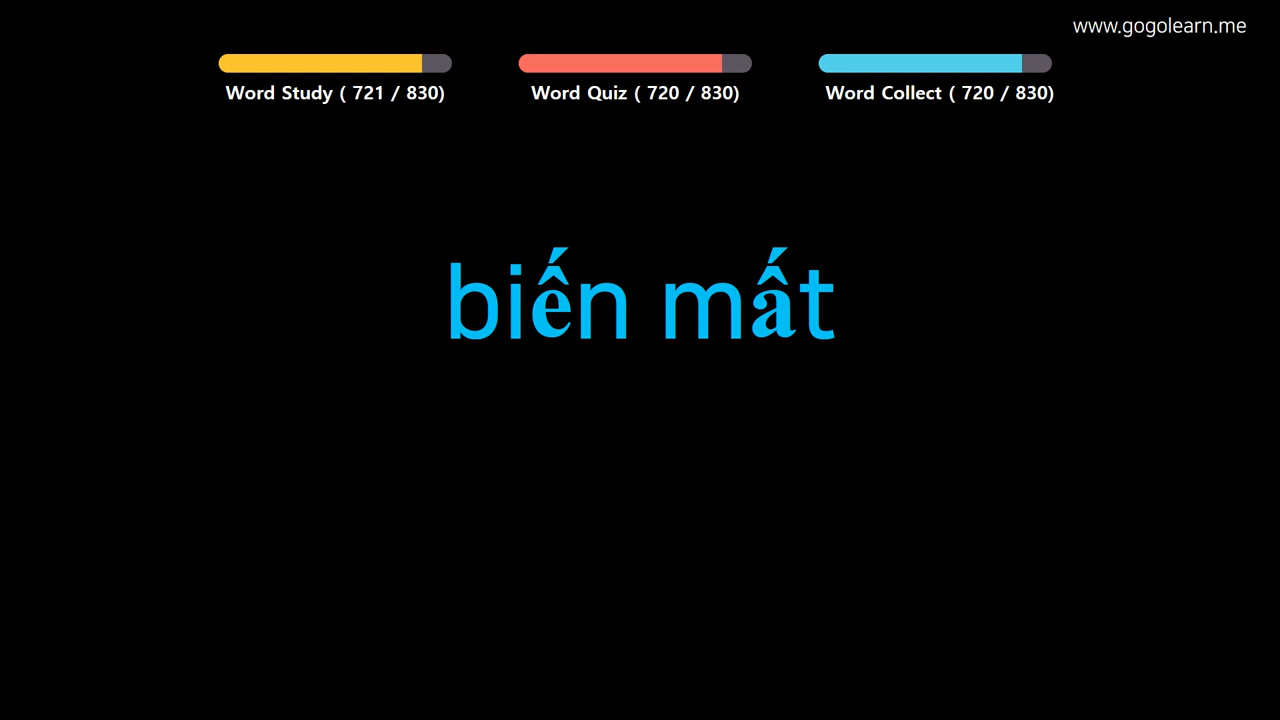 www.gogolearn.me
Word Study ( 721 / 830)
Word Quiz ( 720 / 830)
Word Collect ( 720 / 830)
biến mất